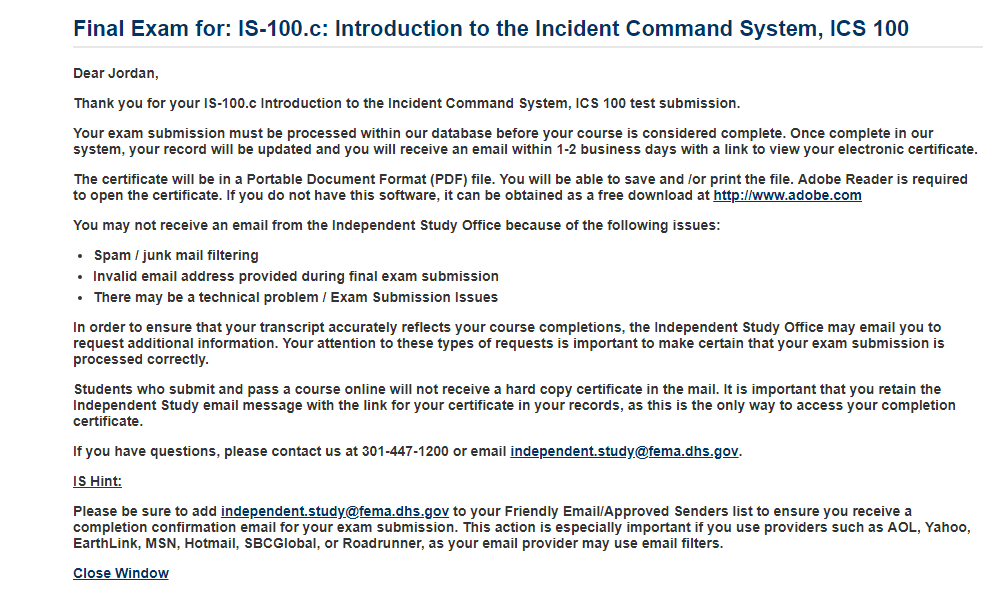 Final Exam for: IS-100.c: Introduction to the Incident Command System, ICS 100
Dear Jordan,
Thank you for your IS-100.c Introduction to the Incident Command System, ICS 100 test submission.
Your exam submission must be processed within our database before your course is considered complete. Once complete in our
system, your record will be updated and you will receive an email within 1-2 business days with a link to view your electronic certificate.
The certificate will be in a Portable Document Format (PDF) file. You will be able to save and /or print the file. Adobe Reader is required
to open the certificate. If you do not have this software, it can be obtained as a free download at http://www.adobe.com
You may not receive an email from the Independent Study Office because of the following issues:
• Spam / junk mail filtering
• Invalid email address provided during final exam submission
• There may be a technical problem / Exam Submission Issues
In order to ensure that your transcript accurately reflects your course completions, the Independent Study Office may email you to
request additional information. Your attention to these types of requests is important to make certain that your exam submission is
processed correctly.
Students who submit and pass a course online will not receive a hard copy certificate in the mail. It is important that you retain the
Independent Study email message with the link for your certificate in your records, as this is the only way to access your completion
certificate.
If you have questions, please contact us at 301-447-1200 or email independent.study@fema.dhs.gov.
IS Hint:
Please be sure to add independent.study@fema.dhs.gov to your Friendly Email/Approved Senders list to ensure you receive a
completion confirmation email for your exam submission. This action is especially important if you use providers such as AOL, Yahoo,
EarthLink, MSN, Hotmail, SBCGlobal, or Roadrunner, as your email provider may use email filters.
Close Window